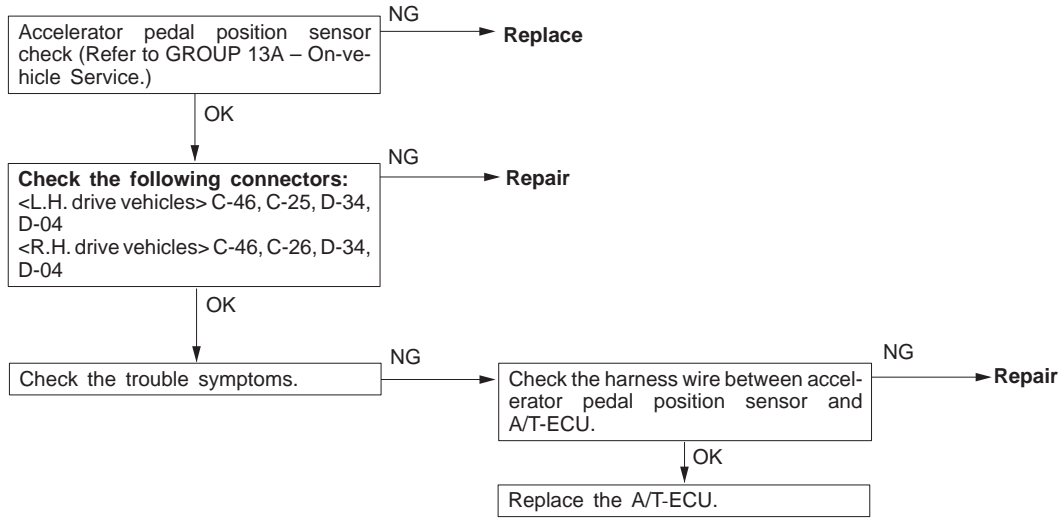 NG
Accelerator pedal position sensor
check (Refer to GROUP 13A – On-ve-
hicle Service.)
Replace
OK
NG
Check the following connectors:
<L.H. drive vehicles> C-46, C-25, D-34,
D-04
<R.H. drive vehicles> C-46, C-26, D-34,
D-04
Repair
OK
Check the trouble symptoms.
NG
Check the harness wire between accel-
erator pedal position sensor and
A/T-ECU.
NG
Repair
OK
Replace the A/T-ECU.